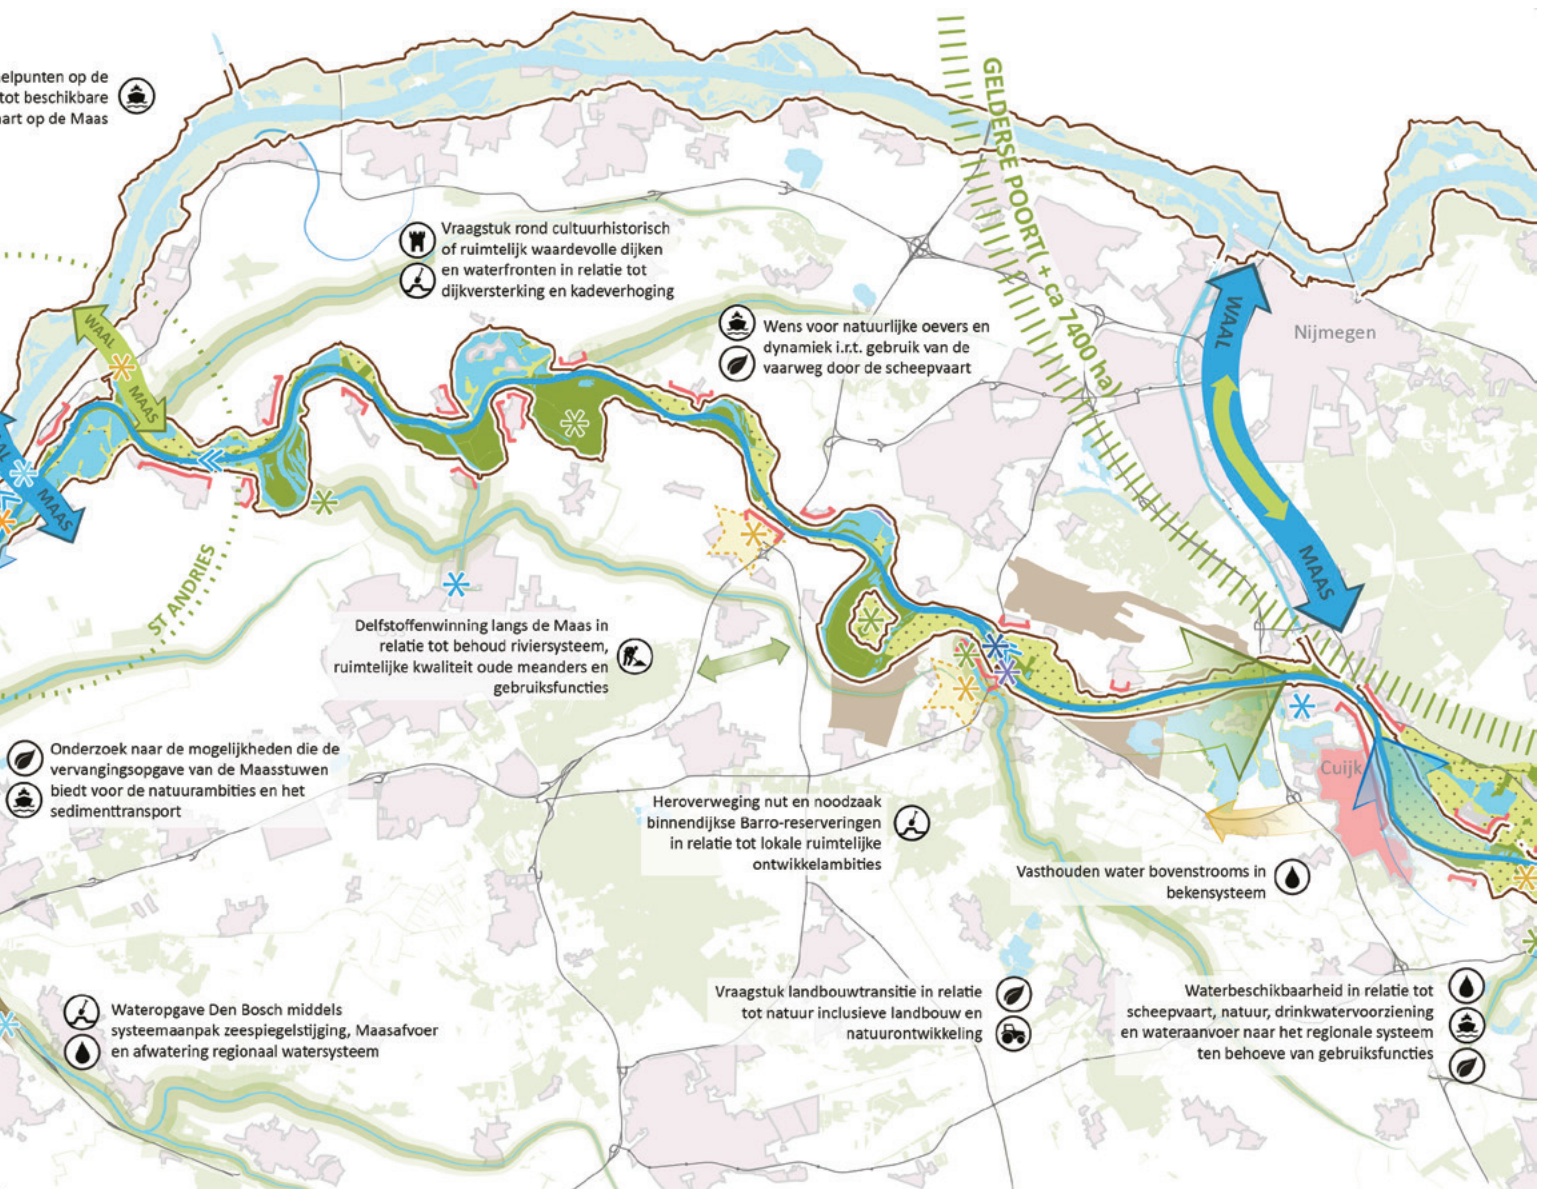 elpunten op de
tot beschikbare
aart op de Maas
GELDERSE POORT( + ca 7400 ha)
Vraagstuk rond cultuurhistorisch
of ruimtelijk waardevolle dijken
en waterfronten in relatie tot
dijkversterking en kadeverhoging
Wens voor natuurlijke oevers en
dynamiek i.r.t. gebruik van de
vaarweg door de scheepvaart
WAAL
MAAS
Nijmegen
WAAL
MAAS
MAAS
ST ANDRIES
Delfstoffenwinning langs de Maas in
relatie tot behoud riviersysteem,
ruimtelijke kwaliteit oude meanders en
gebruiksfuncties
Onderzoek naar de mogelijkheden die de
vervangingsopgave van de Maasstuwen
biedt voor de natuurambities en het
sedimenttransport
Cuijk
Heroverweging nut en noodzaak
binnendijkse Barro-reserveringen
in relatie tot lokale ruimtelijke
ontwikkelambities
Vasthouden water bovenstrooms in
bekensysteem
Wateropgave Den Bosch middels
systeemaanpak zeespiegelstijging, Maasafvoer
en afwatering regionaal watersysteem
Vraagstuk landbouwtransitie in relatie
tot natuur inclusieve landbouw en
natuurontwikkeling
Waterbeschikbaarheid in relatie tot
scheepvaart, natuur, drinkwatervoorziening
en wateraanvoer naar het regionale systeem
ten behoeve van gebruiksfuncties